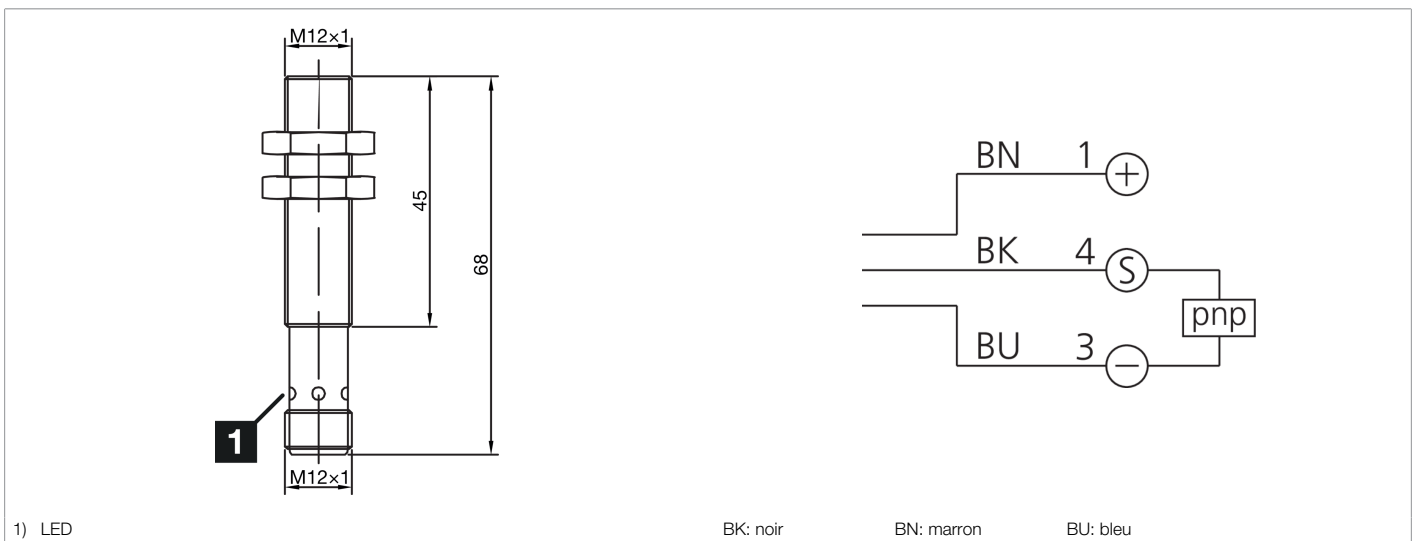 M12×1
45
68
1
M12×1
BN 1 +
BK 4 S
pnp
BU 3 −
1) LED
BK: noir BN: marron BU: bleu